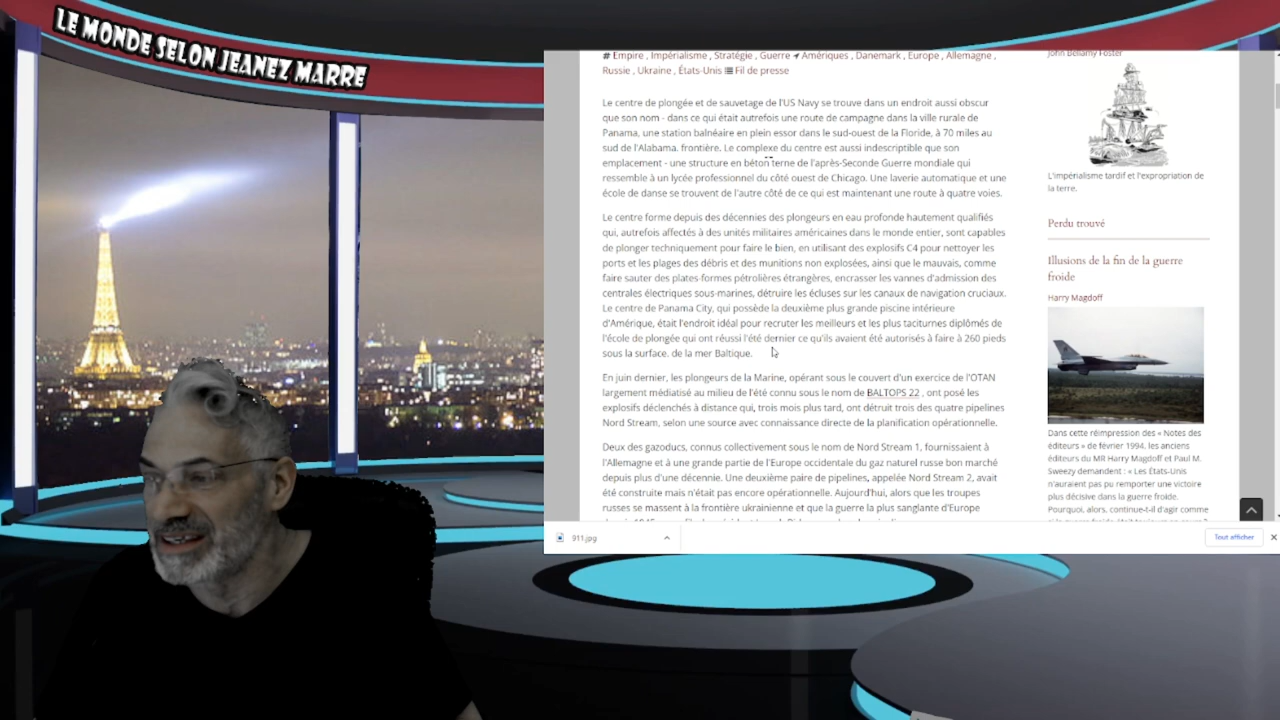 LE MONDE SELON JEANEZ MARRE
# Empire , Impérialisme , Stratégie , Guerre Amériques , Danemark , Europe , Allemagne ,
Russie , Ukraine , États-Unis Fil de presse
Le centre de plongée et de sauvetage de l'US Navy se trouve dans un endroit aussi obscur
que son nom - dans ce qui était autrefois une route de campagne dans la ville rurale de
Panama, une station balnéaire en plein essor dans le sud-ouest de la Floride, à 70 miles au
sud de l'Alabama. frontière. Le complexe du centre est aussi indescriptible que son
emplacement - une structure en béton terne de l'après-Seconde Guerre mondiale qui
ressemble à un lycée professionnel du côté ouest de Chicago. Une laverie automatique et une
école de danse se trouvent de l'autre côté de ce qui est maintenant une route à quatre voies.
Le centre forme depuis des décennies des plongeurs en eau profonde hautement qualifiés
qui, autrefois affectés à des unités militaires américaines dans le monde entier, sont capables
de plonger techniquement pour faire le bien, en utilisant des explosifs C4 pour nettoyer les
ports et les plages des débris et des munitions non explosées, ainsi que le mauvais, comme
faire sauter des plates-formes pétrolières étrangères, encrasser les vannes d'admission des
centrales électriques sous-marines, détruire les écluses sur les canaux de navigation cruciaux.
Le centre de Panama City, qui possède la deuxième plus grande piscine intérieure
d'Amérique, était l'endroit idéal pour recruter les meilleurs et les plus taciturnes diplômés de
l'école de plongée qui ont réussi l'été dernier ce qu'ils avaient été autorisés à faire à 260 pieds
sous la surface. de la mer Baltique.
En juin dernier, les plongeurs de la Marine, opérant sous le couvert d'un exercice de l'OTAN
largement médiatisé au milieu de l'été connu sous le nom de BALTOPS 22 , ont posé les
explosifs déclenchés à distance qui, trois mois plus tard, ont détruit trois des quatre pipelines
Nord Stream, selon une source avec connaissance directe de la planification opérationnelle.
Deux des gazoducs, connus collectivement sous le nom de Nord Stream 1, fournissaient à
l'Allemagne et à une grande partie de l'Europe occidentale du gaz naturel russe bon marché
depuis plus d'une décennie. Une deuxième paire de pipelines, appelée Nord Stream 2, avait
été construite mais n'était pas encore opérationnelle. Aujourd'hui, alors que les troupes
russes se massent à la frontière ukrainienne et que la guerre la plus sanglante d'Europe
John Bellamy Foster
L'impérialisme tardif et l'expropriation de
la terre.
Perdu trouvé
Illusions de la fin de la guerre
froide
Harry Magdoff
Dans cette réimpression des « Notes des
éditeurs » de février 1994, les anciens
éditeurs du MR Harry Magdoff et Paul M.
Sweezy demandent : « Les États-Unis
n'auraient pas pu remporter une victoire
plus décisive dans la guerre froide.
Pourquoi, alors, continue-t-il d'agir comme
911.jpg
Tout afficher